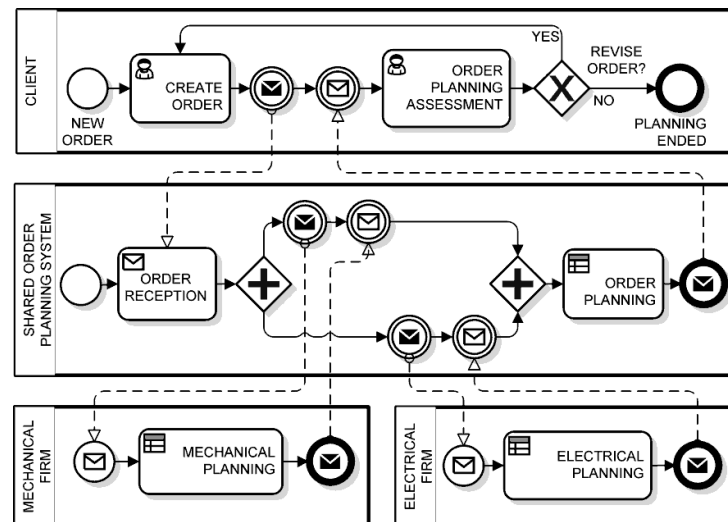 CLIENT
NEW
ORDER
CREATE
ORDER
ORDER
PLANNING
ASSESSMENT
YES
REVISE
ORDER?
NO
PLANNING
ENDED
SHARED ORDER
PLANNING SYSTEM
ORDER
RECEPTION
ORDER
PLANNING
MECHANICAL
FIRM
MECHANICAL
PLANNING
ELECTRICAL
FIRM
ELECTRICAL
PLANNING